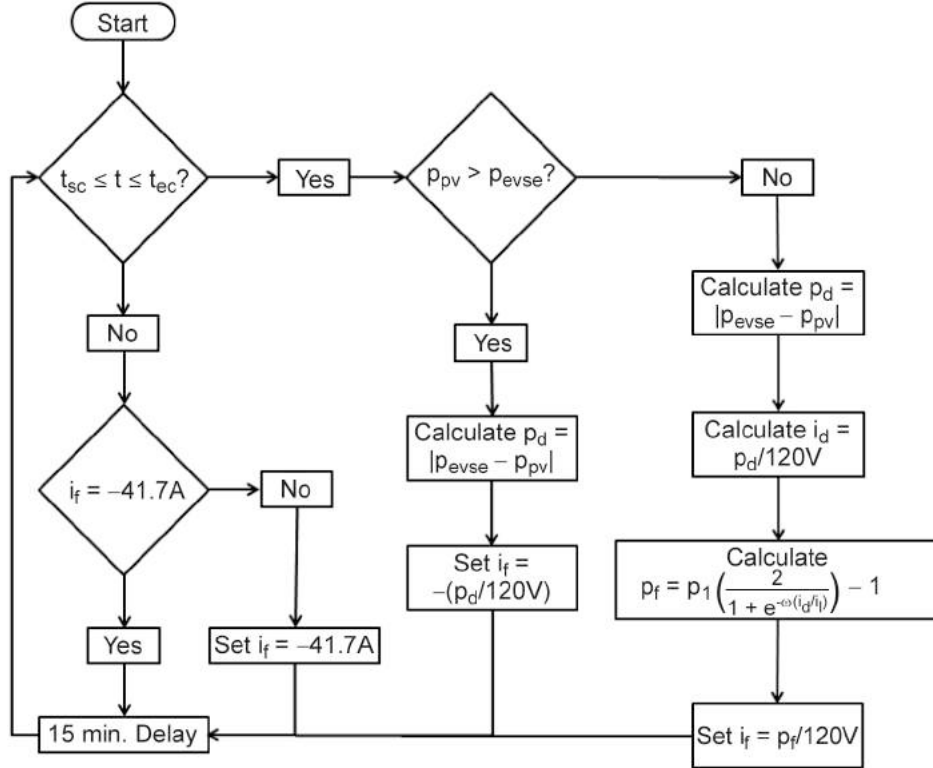 Start
t_sc ≤ t ≤ t_ec?
Yes
p_pv > p_evse?
No
No
Yes
Calculate p_d =
|p_evse − p_pv|
Calculate p_d =
|p_evse − p_pv|
Calculate i_d =
p_d/120V
i_f = −41.7A
No
Set i_f =
-(p_d/120V)
Calculate
p_f = p_1(2/(1 + e^-ω(i_d/i_l))) − 1
Yes
Set i_f = −41.7A
15 min. Delay
Set i_f = p_f/120V